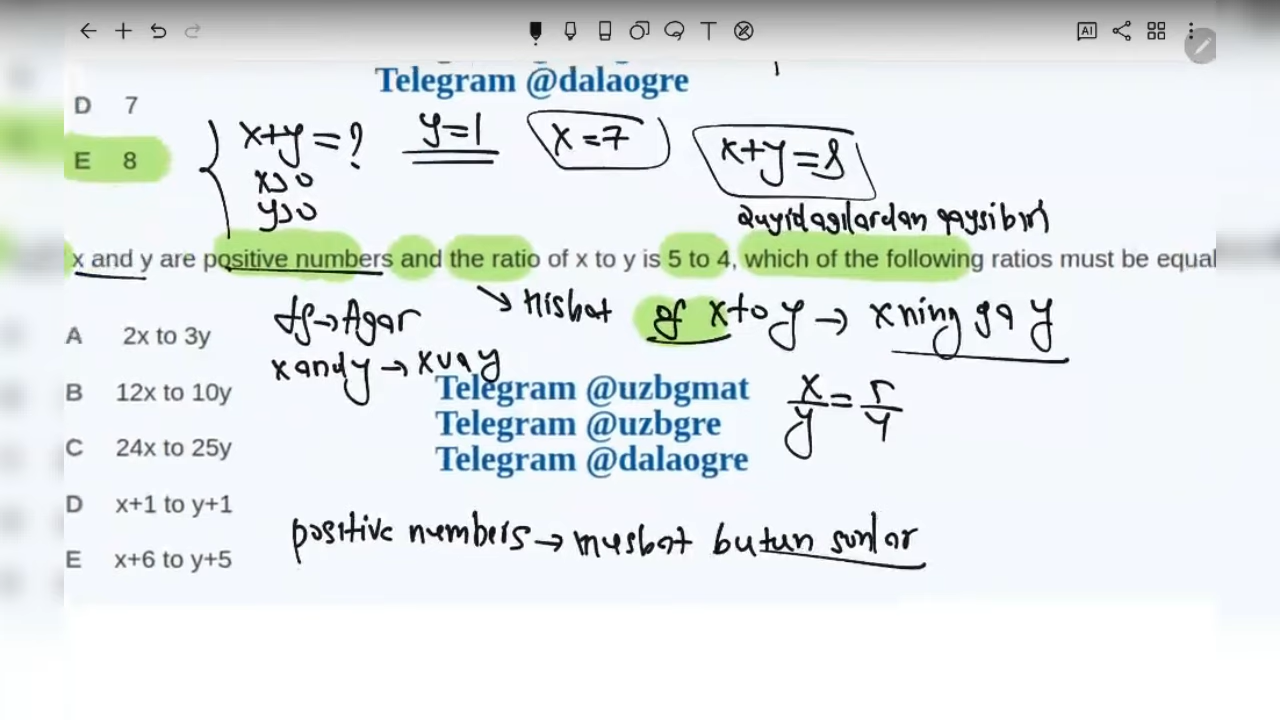 AI
Telegram @dalaogre
D 7
E 8
x+y=? y=1 x=7 x+y=8
x>0
y>0
quyidagilardan qaysibiri
x and y are positive numbers and the ratio of x to y is 5 to 4, which of the following ratios must be equal
→ nisbat of x to y → xning ga y
If→Agar
x and y → x va y
A 2x to 3y
B 12x to 10y
C 24x to 25y
D x+1 to y+1
E x+6 to y+5
Telegram @uzbgmat
Telegram @uzbgre
Telegram @dalaogre
x/y = 5/4
positive numbers → musbat butun sonlar